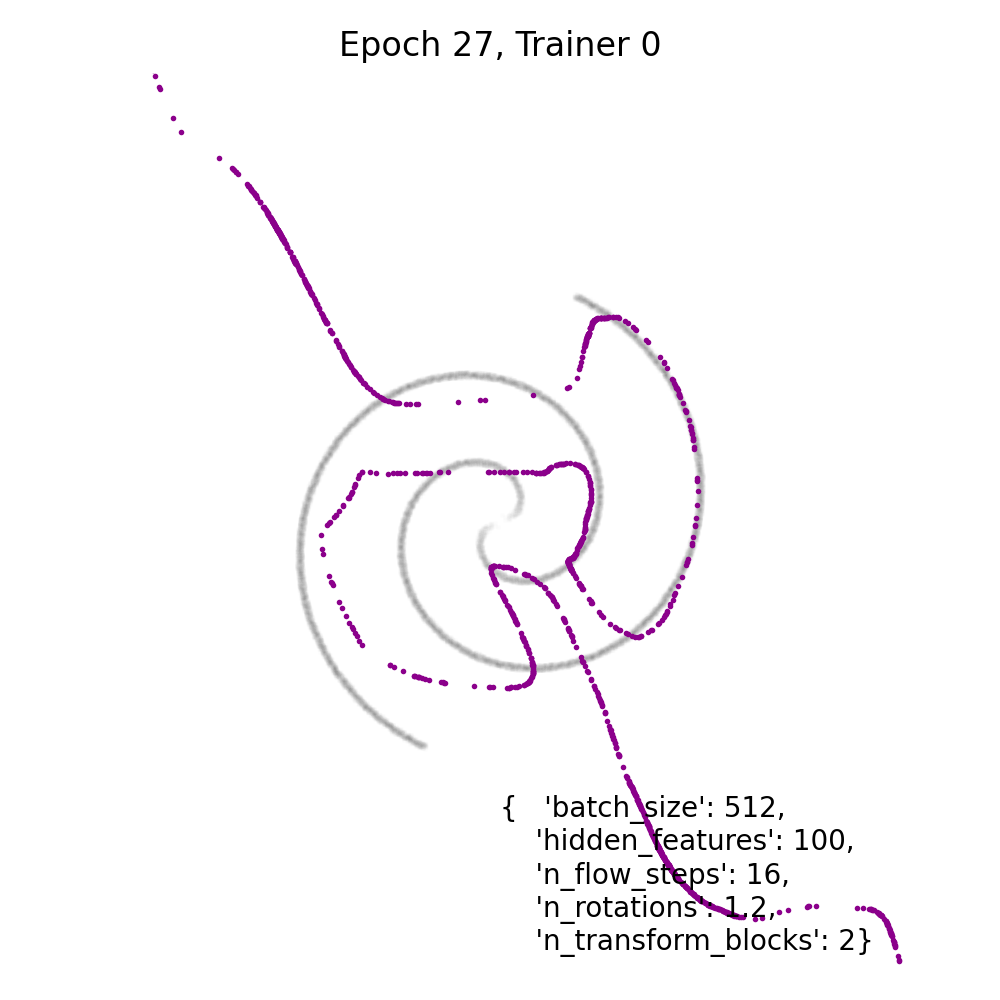 Epoch 27, Trainer 0
{   'batch_size': 512,
    'hidden_features': 100,
    'n_flow_steps': 16,
    'n_rotations': 1.2,
    'n_transform_blocks': 2}